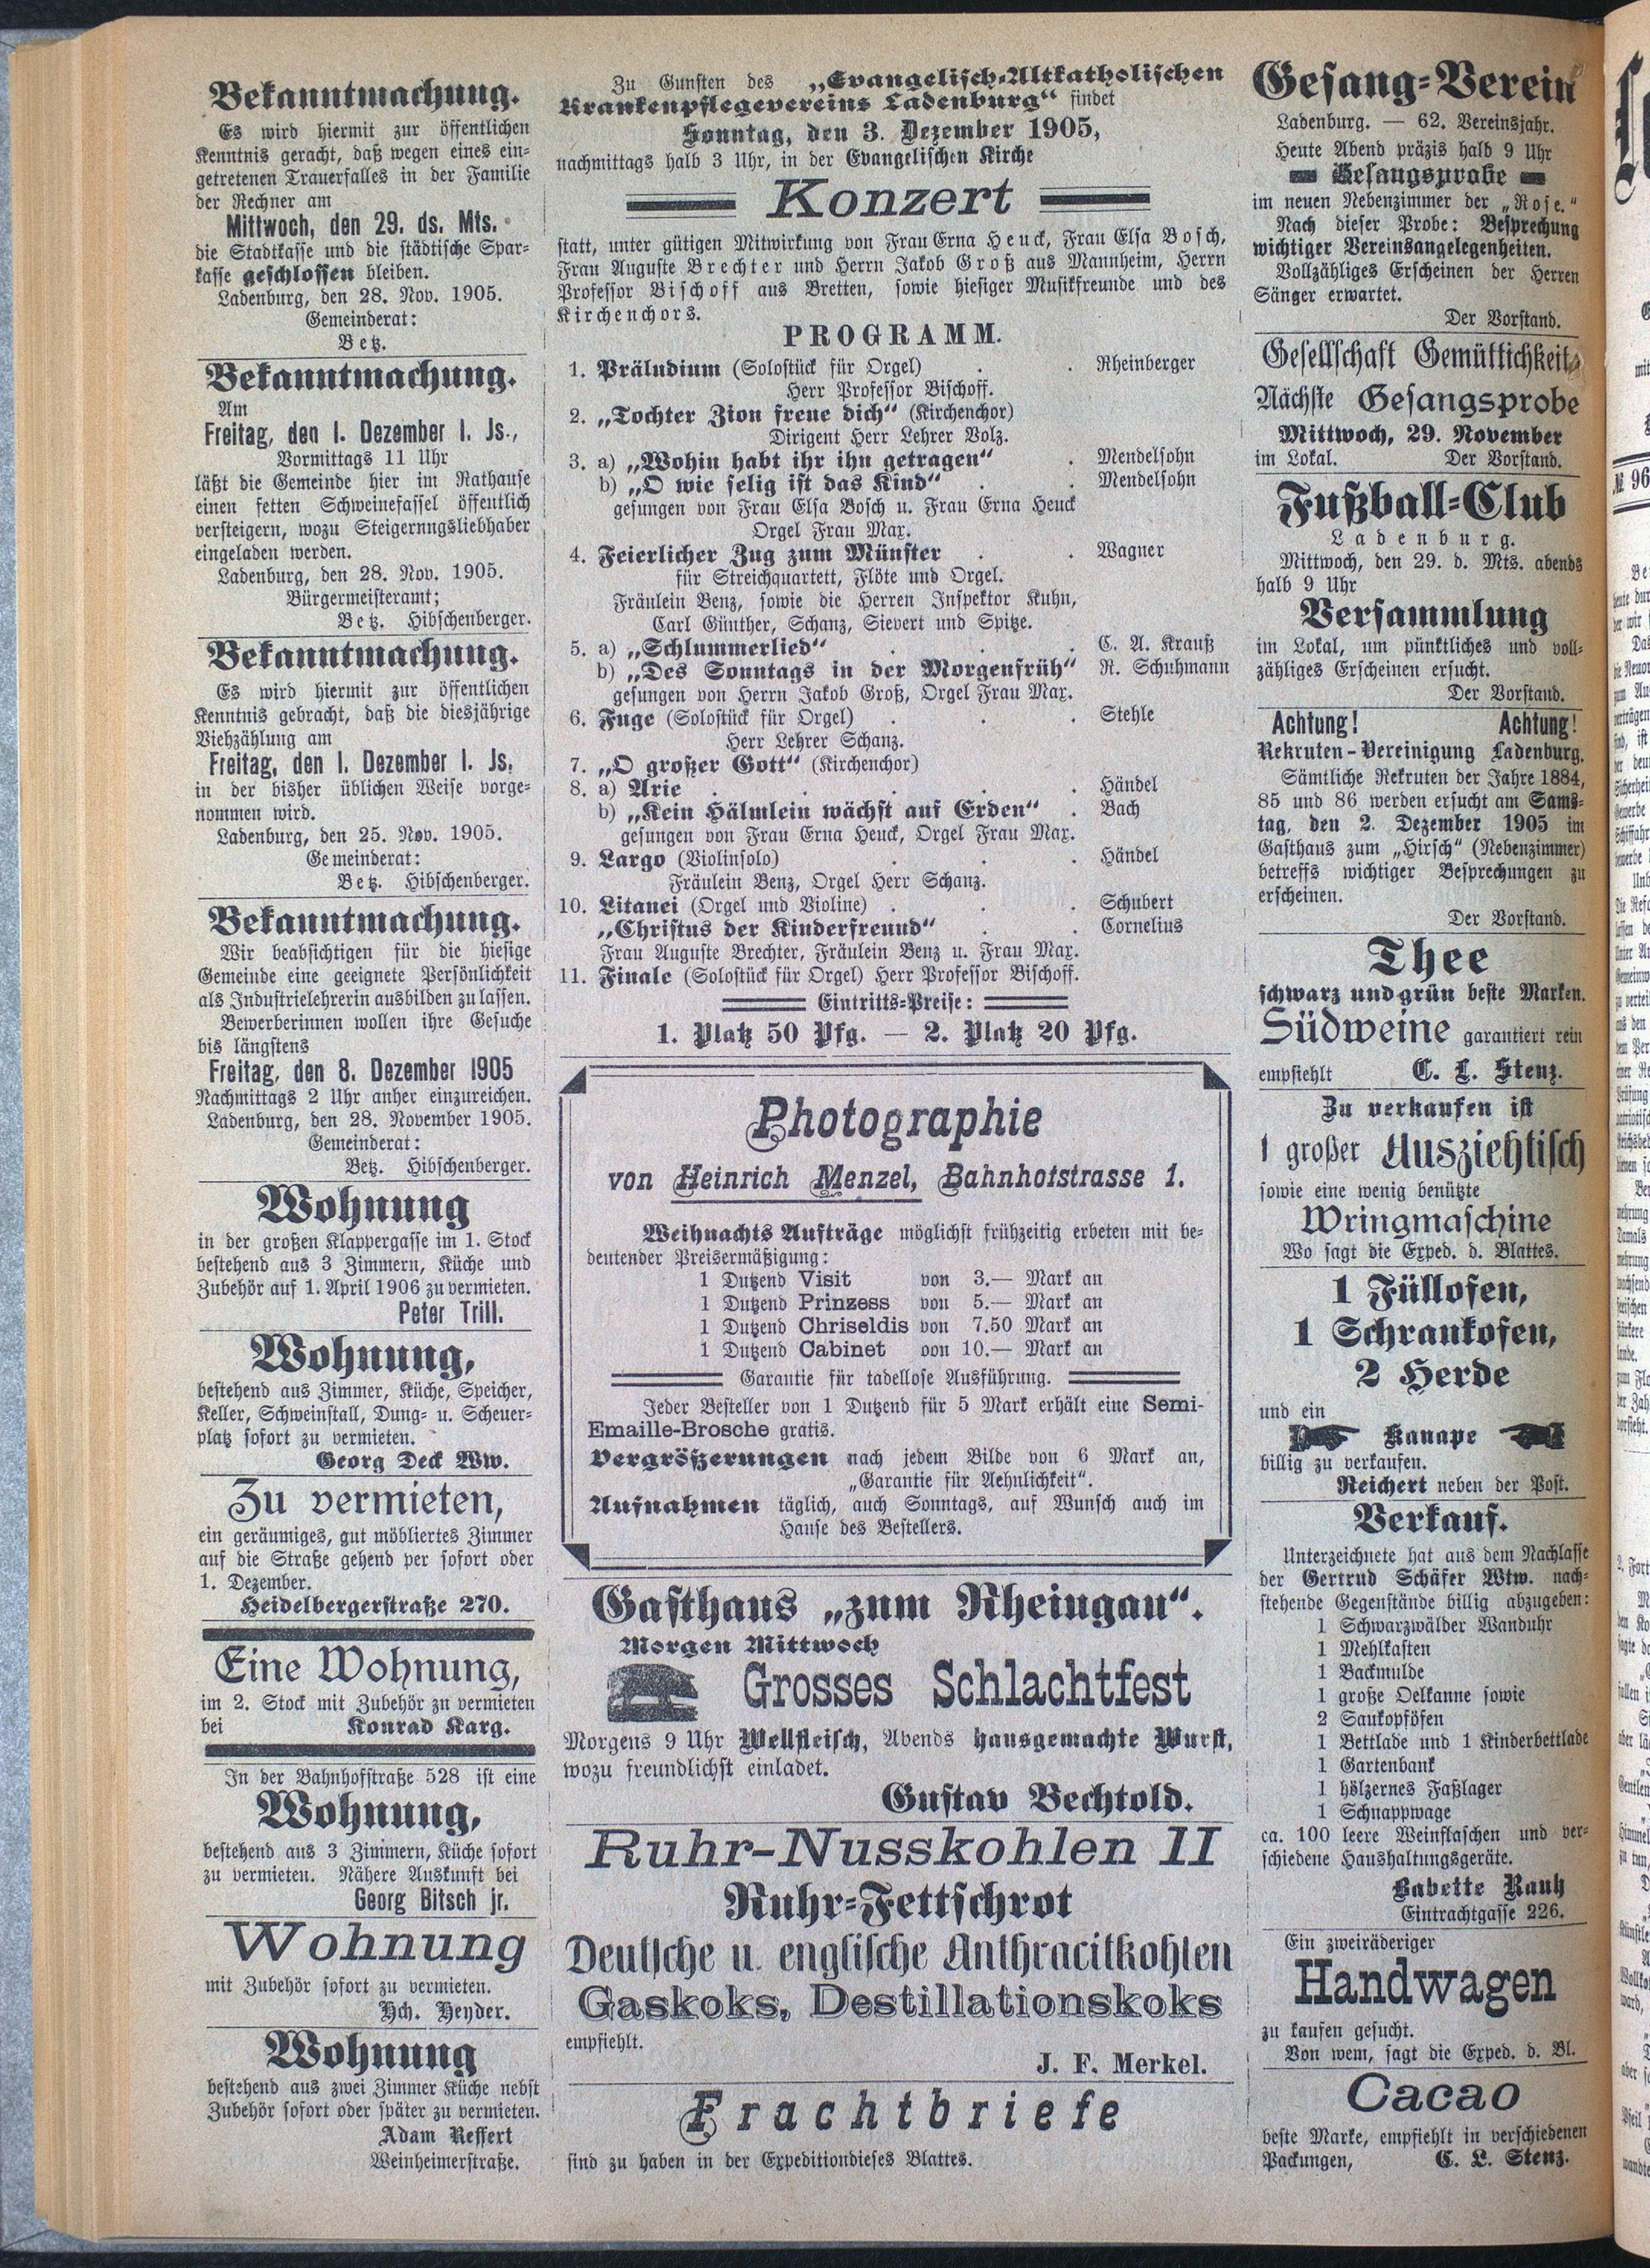 Bekanntmachung.
Es wird hiermit zur öffentlichen
Kenntnis geracht, daß wegen eines ein-
getretenen Trauerfalles in der Familie
der Rechner am
Mittwoch, den 29. ds. Mts.
die Stadtkasse und die städtische Spar-
kasse geschlossen bleiben.
Ladenburg, den 28. Nov. 1905.
Gemeinderat:
Betz.
Bekanntmachung.
Am
Freitag, den 1. Dezember l. Js.,
Vormittags 11 Uhr
läßt die Gemeinde hier im Rathause
einen fetten Schweinefassel öffentlich
versteigern, wozu Steigernngsliebhaber
eingeladen werden.
Ladenburg, den 28. Nov. 1905.
Bürgermeisteramt;
Betz. Hibschenberger.
Bekanntmachung.
Es wird hiermit zur öffentlichen
Kenntnis gebracht, daß die diesjährige
Viehzählung am
Freitag, den 1. Dezember l. Js.
in der bisher üblichen Weise vorge-
nommen wird.
Ladenburg, den 25. Nov. 1905.
Gemeinderat:
Betz. Hibschenberger.
Bekanntmachung.
Wir beabsichtigen für die hiesige
Gemeinde eine geeignete Persönlichkeit
als Industrielehrerin ausbilden zu lassen.
Bewerberinnen wollen ihre Gesuche
bis längstens
Freitag, den 8. Dezember 1905
Nachmittags 2 Uhr anher einzureichen.
Ladenburg, den 28. November 1905.
Gemeinderat:
Betz. Hibschenberger.
Wohnung
in der großen Klappergasse im 1. Stock
bestehend aus 3 Zimmern, Küche und
Zubehör auf 1. April 1906 zu vermieten.
Peter Trill.
Wohnung,
bestehend aus Zimmer, Küche, Speicher,
Keller, Schweinstall, Dung- u. Scheuer-
platz sofort zu vermieten.
Georg Deck Ww.
Zu vermieten,
ein geräumiges, gut möbliertes Zimmer
auf die Straße gehend per sofort oder
1. Dezember.
Heidelbergerstraße 270.
Eine Wohnung,
im 2. Stock mit Zubehör zu vermieten
bei Konrad Karg.
In der Bahnhofstraße 528 ist eine
Wohnung,
bestehend aus 3 Zimmern, Küche sofort
zu vermieten. Nähere Auskunft bei
Georg Bitsch jr.
Wohnung
mit Zubehör sofort zu vermieten.
Hch. Heyder.
Wohnung
bestehend aus zwei Zimmer Küche nebst
Zubehör sofort oder später zu vermieten.
Adam Reffert
Weinheimerstraße.
Zu Gunsten des „Evangelisch-Altkatholischen
Krankenpflegevereins Ladenburg“ findet
Sonntag, den 3. Dezember 1905,
nachmittags halb 3 Uhr, in der Evangelischen Kirche
Konzert
statt, unter gütigen Mitwirkung von Frau Erna Heuck, Frau Elsa Bosch,
Frau Auguste Brechter und Herrn Jakob Groß aus Mannheim, Herrn
Professor Bischoff aus Bretten, sowie hiesiger Musikfreunde und des
Kirchenchors.
PROGRAMM.
1. Präludium (Solostück für Orgel) . . Rheinberger
Herr Professor Bischoff.
2. „Tochter Zion freue dich“ (Kirchenchor)
Dirigent Herr Lehrer Volz.
3. a) „Wohin habt ihr ihn getragen“ . Mendelsohn
b) „O wie selig ist das Kind“ . . Mendelsohn
gesungen von Frau Elsa Bosch u. Frau Erna Heuck
Orgel Frau Max.
4. Feierlicher Zug zum Münster . . Wagner
für Streichquartett, Flöte und Orgel.
Fräulein Benz, sowie die Herren Inspektor Kuhn,
Carl Günther, Schanz, Sievert und Spitze.
5. a) „Schlummerlied“ . . . C. A. Krauß
b) „Des Sonntags in der Morgenfrüh“ R. Schuhmann
gesungen von Herrn Jakob Groß, Orgel Frau Max.
6. Fuge (Solostück für Orgel) . . . Stehle
Herr Lehrer Schanz.
7. „O großer Gott“ (Kirchenchor)
8. a) Arie . . . . . Händel
b) „Kein Hälmlein wächst auf Erden“ . Bach
gesungen von Frau Erna Heuck, Orgel Frau Max.
9. Largo (Violinsolo) . . . Händel
Fräulein Benz, Orgel Herr Schanz.
10. Litanei (Orgel und Violine) . . . Schubert
„Christus der Kinderfreund“ . . Cornelius
Frau Auguste Brechter, Fräulein Benz u. Frau Max.
11. Finale (Solostück für Orgel) Herr Professor Bischoff.
Eintritts-Preise:
1. Platz 50 Pfg. — 2. Platz 20 Pfg.
Photographie
von Heinrich Menzel, Bahnhofstrasse 1.
Weihnachts Aufträge möglichst frühzeitig erbeten mit be-
deutender Preisermäßigung:
1 Dutzend Visit von 3.— Mark an
1 Dutzend Prinzess von 5.— Mark an
1 Dutzend Chriseldis von 7.50 Mark an
1 Dutzend Cabinet von 10.— Mark an
Garantie für tadellose Ausführung.
Jeder Besteller von 1 Dutzend für 5 Mark erhält eine Semi-
Emaille-Brosche gratis.
Vergrößerungen nach jedem Bilde von 6 Mark an,
„Garantie für Aehnlichkeit“.
Aufnahmen täglich, auch Sonntags, auf Wunsch auch im
Hause des Bestellers.
Gasthaus „zum Rheingau“.
Morgen Mittwoch
Grosses Schlachtfest
Morgens 9 Uhr Wellfleisch, Abends hausgemachte Wurst,
wozu freundlichst einladet.
Gustav Bechtold.
Ruhr-Nusskohlen II
Ruhr-Fettschrot
Deutsche u. englische Anthracitkohlen
Gaskoks, Destillationskoks
empfiehlt.
J. F. Merkel.
Frachtbriefe
sind zu haben in der Expeditiondieses Blattes.
Gesang-Verein
Ladenburg. — 62. Vereinsjahr.
Heute Abend präzis halb 9 Uhr
Gesangsprobe
im neuen Nebenzimmer der „Rose.“
Nach dieser Probe: Besprechung
wichtiger Vereinsangelegenheiten.
Vollzähliges Erscheinen der Herren
Sänger erwartet.
Der Vorstand.
Gesellschaft Gemüttichkeit
Nächste Gesangsprobe
Mittwoch, 29. November
im Lokal. Der Vorstand.
Fußball-Club
Ladenburg.
Mittwoch, den 29. d. Mts. abends
halb 9 Uhr
Versammlung
im Lokal, um pünktliches und voll-
zähliges Erscheinen ersucht.
Der Vorstand.
Achtung! Achtung!
Rekruten-Vereinigung Ladenburg.
Sämtliche Rekruten der Jahre 1884,
85 und 86 werden ersucht am Sams-
tag, den 2. Dezember 1905 im
Gasthaus zum „Hirsch“ (Nebenzimmer)
betreffs wichtiger Besprechungen zu
erscheinen.
Der Vorstand.
Thee
schwarz und grün beste Marken.
Südweine garantiert rein
empfiehlt C. L. Stenz.
Zu verkaufen ist
1 großer Ausziehtisch
sowie eine wenig benützte
Wringmaschine
Wo sagt die Exped. d. Blattes.
1 Füllofen,
1 Schrankofen,
2 Herde
und ein
Kanape
billig zu verkaufen.
Reichert neben der Post.
Verkauf.
Unterzeichnete hat aus dem Nachlasse
der Gertrud Schäfer Wtw. nach-
stehende Gegenstände billig abzugeben:
1 Schwarzwälder Wanduhr
1 Mehlkasten
1 Backmulde
1 große Oelkanne sowie
2 Saukopföfen
1 Bettlade und 1 Kinderbettlade
1 Gartenbank
1 hölzernes Faßlager
1 Schnappwage
ca. 100 leere Weinflaschen und ver-
schiedene Haushaltungsgeräte.
Babette Rauh
Eintrachtgasse 226.
Ein zweiräderiger
Handwagen
zu kaufen gesucht.
Von wem, sagt die Exped. d. Bl.
Cacao
beste Marke, empfiehlt in verschiedenen
Packungen, C. L. Stenz.
№ 96